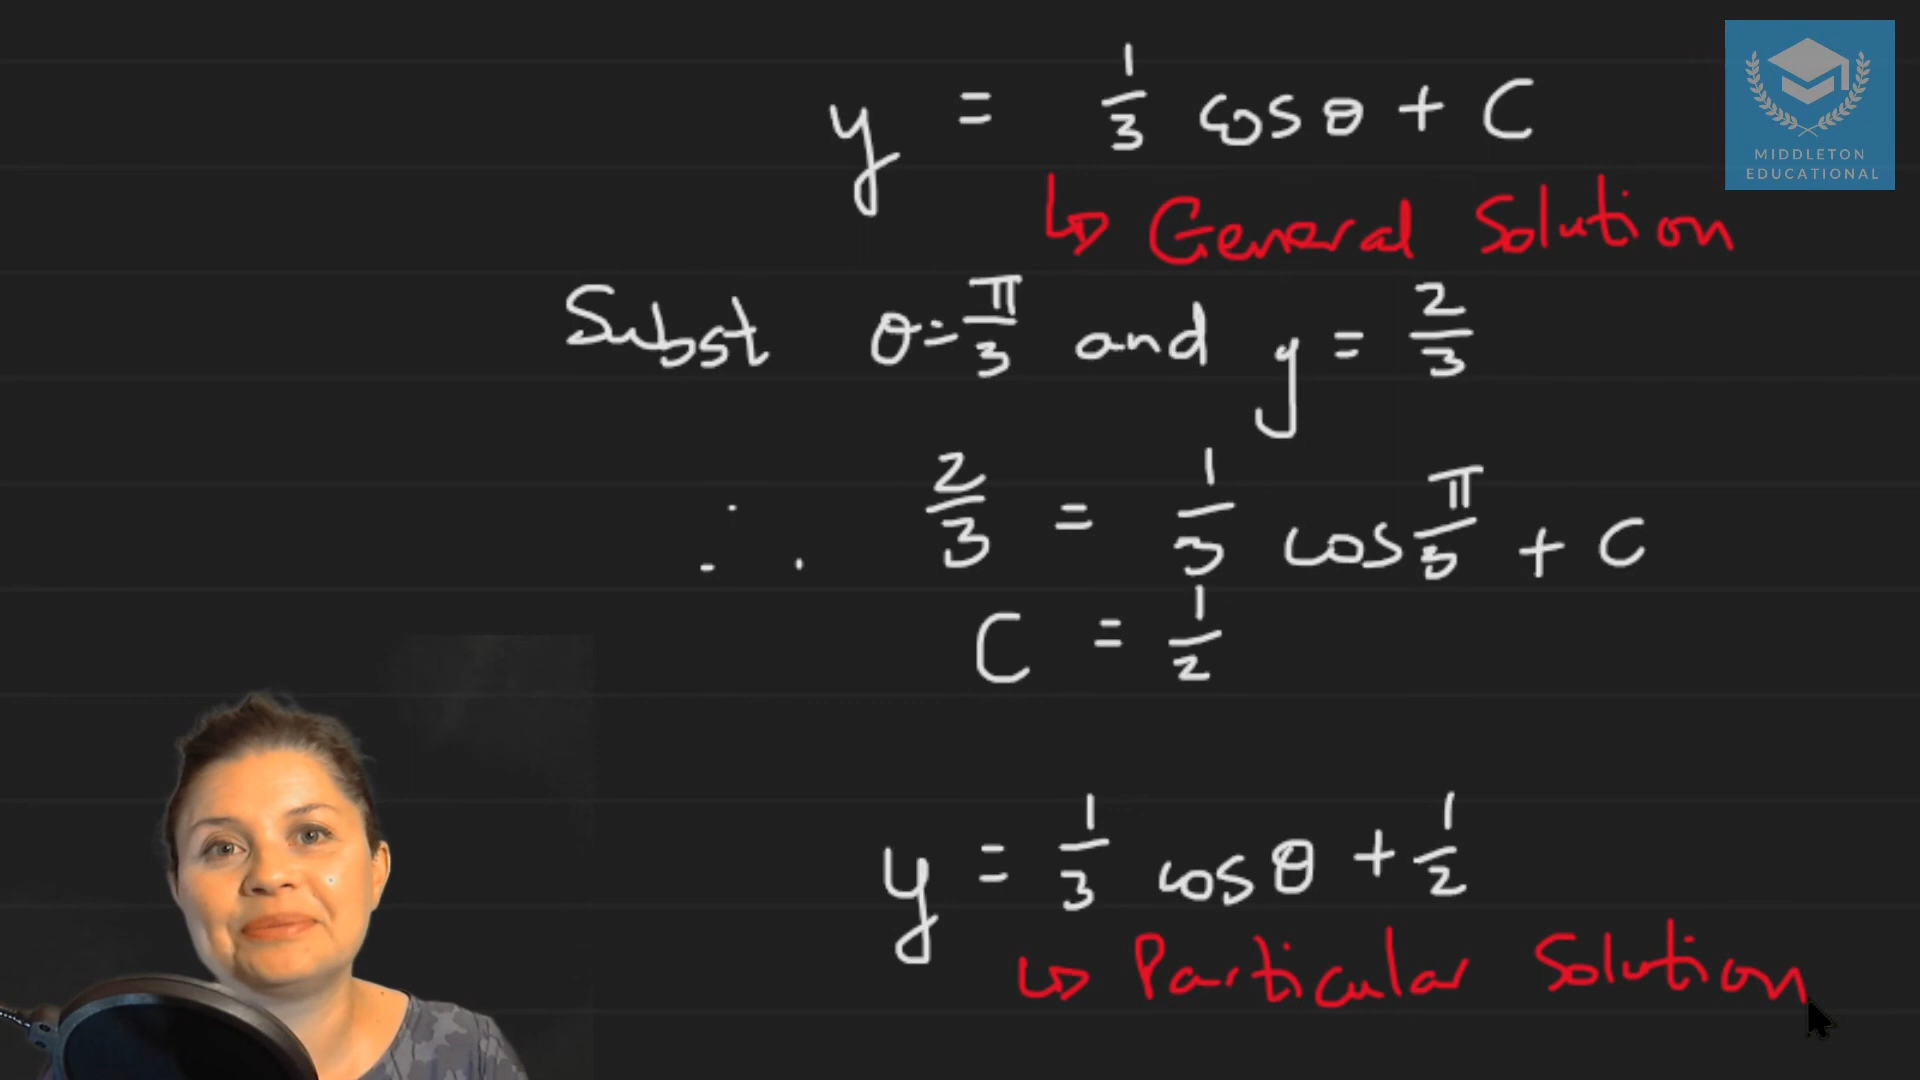 y = 1/3 cos θ + C
MIDDLETON
EDUCATIONAL
↳ General Solution
Subst θ = π/3 and y = 2/3
∴ 2/3 = 1/3 cos π/3 + C
C = 1/2
y = 1/3 cos θ + 1/2
↳ Particular Solution